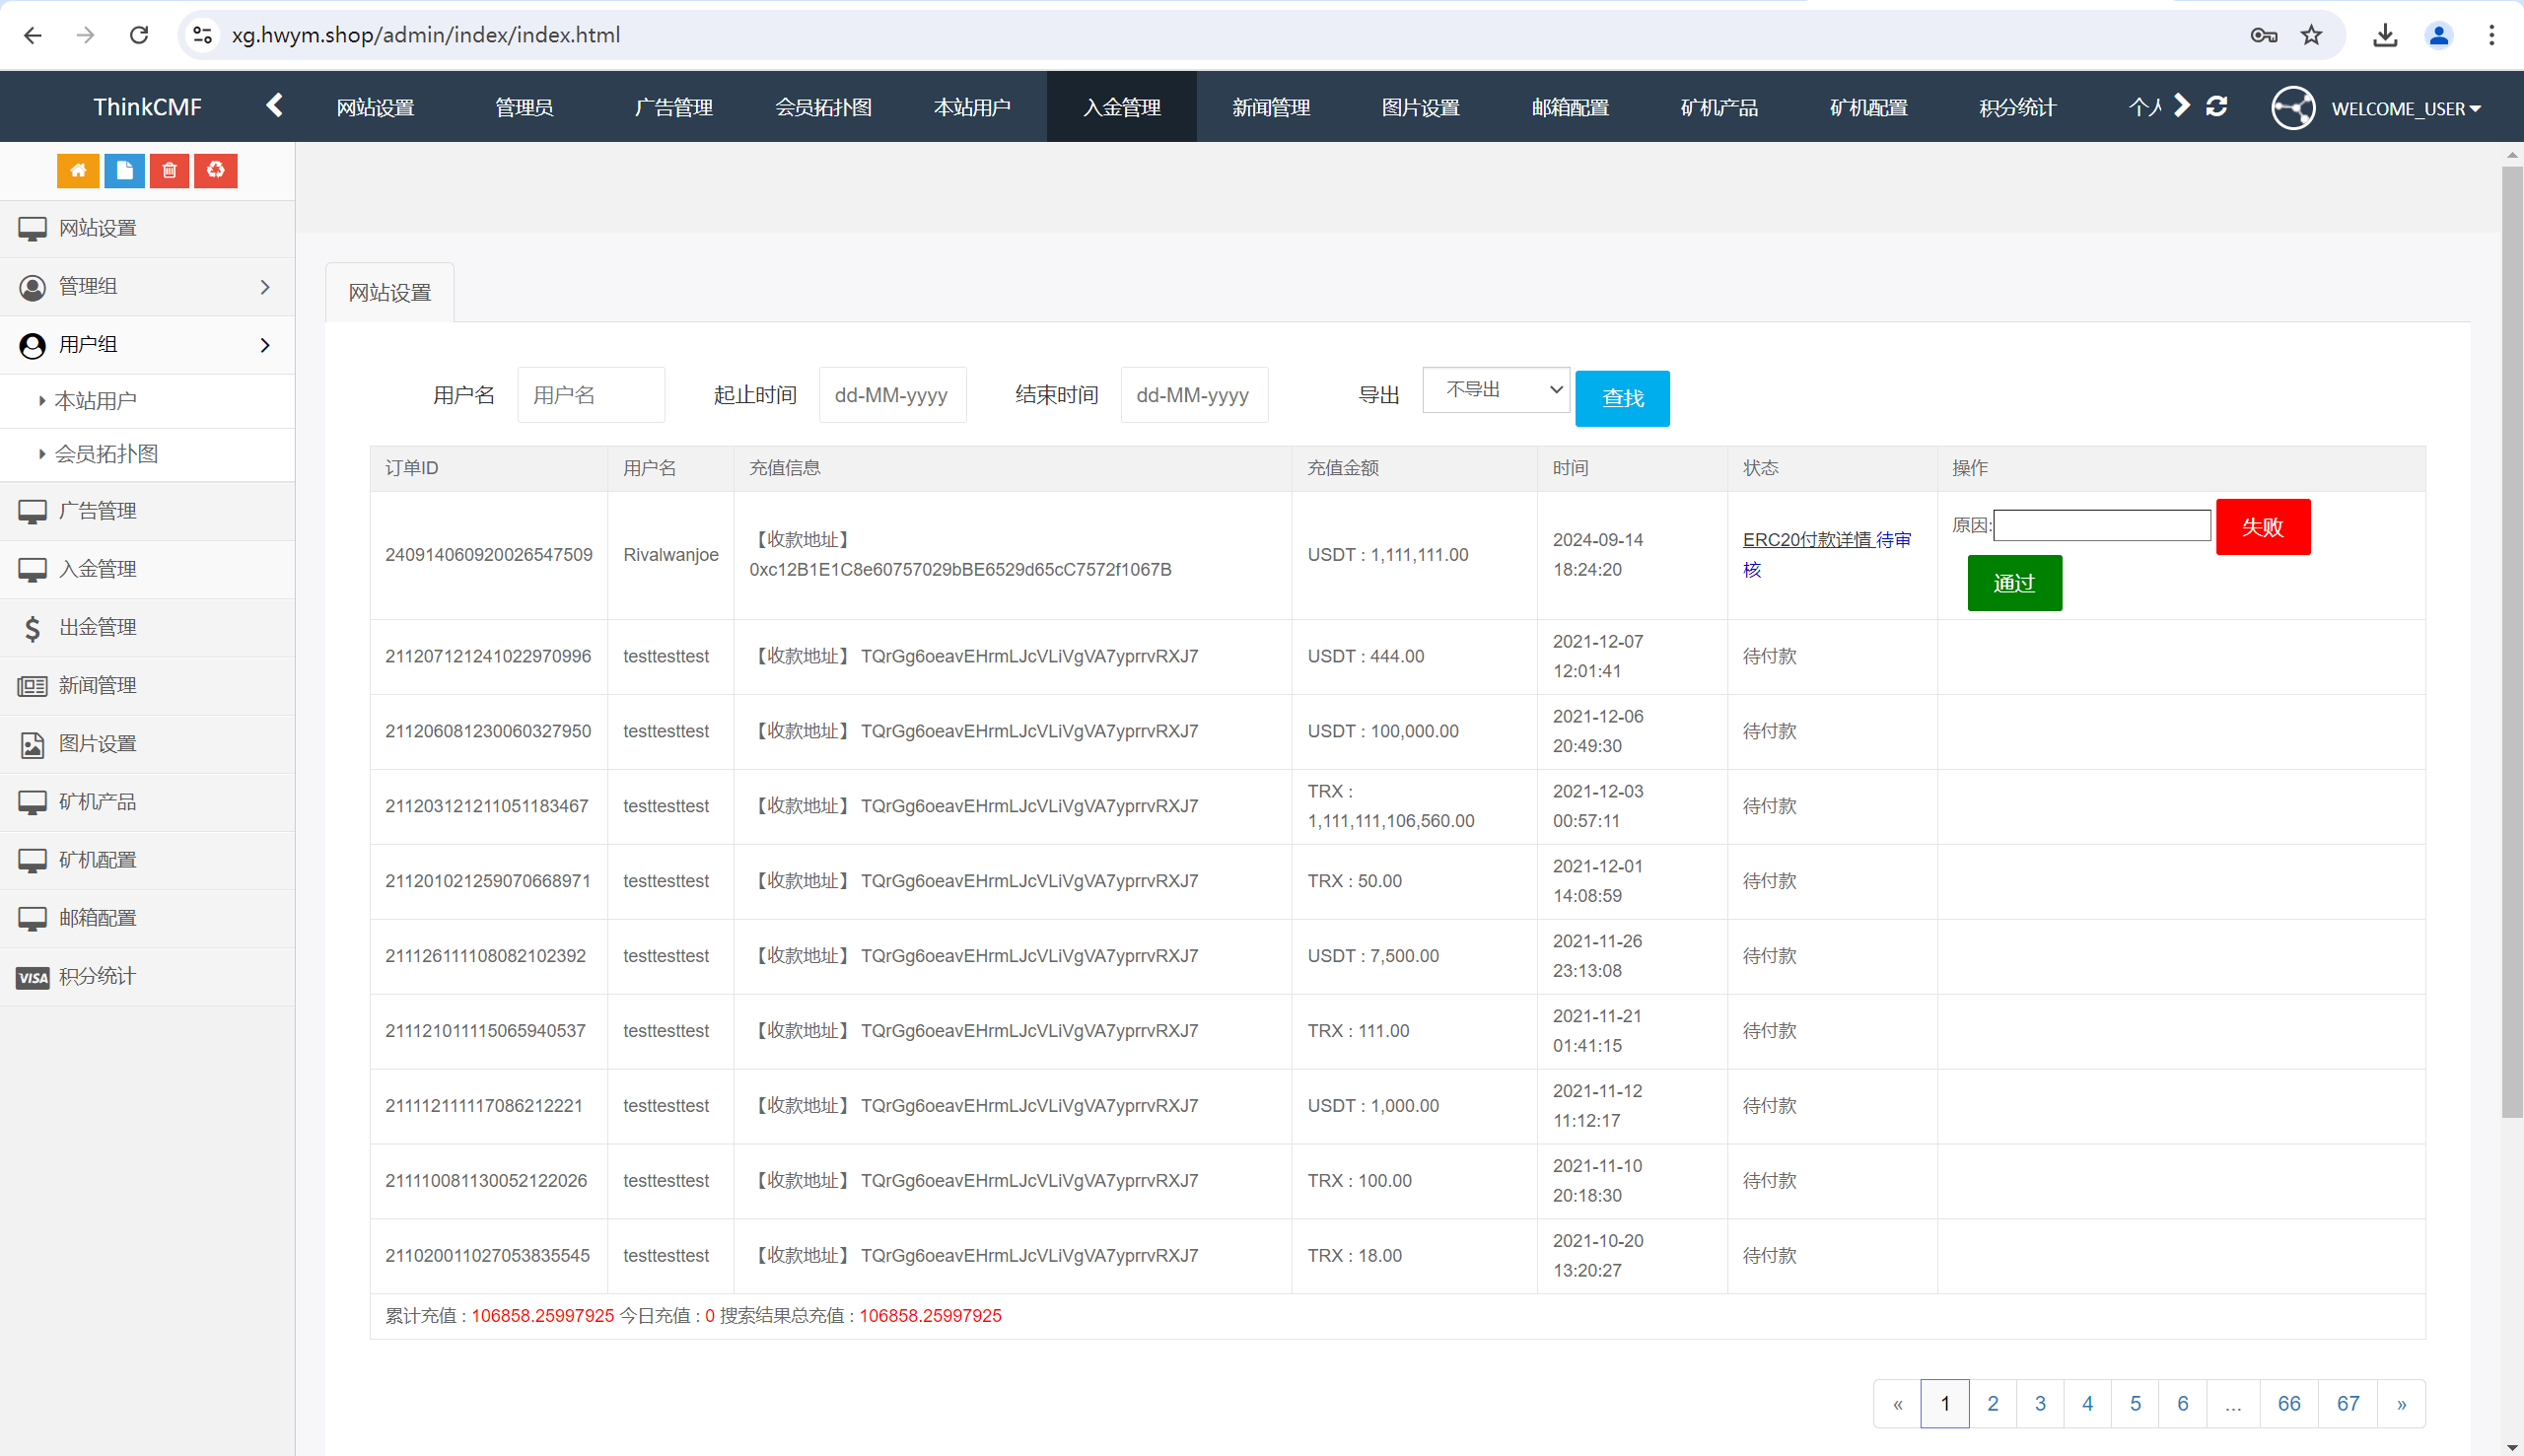 xg.hwym.shop/admin/index/index.html
ThinkCMF 网站设置 管理员 广告管理 会员拓扑图 本站用户 入金管理 新闻管理 图片设置 邮箱配置 矿机产品 矿机配置 积分统计 个人 WELCOME_USER
网站设置
管理组
用户组
本站用户
会员拓扑图
广告管理
入金管理
出金管理
新闻管理
图片设置
矿机产品
矿机配置
邮箱配置
VISA 积分统计
网站设置
用户名 用户名 起止时间 dd-MM-yyyy 结束时间 dd-MM-yyyy 导出 不导出 查找
订单ID 用户名 充值信息 充值金额 时间 状态 操作
240914060920026547509 Rivalwanjoe 【收款地址】 0xc12B1E1C8e60757029bBE6529d65cC7572f1067B USDT : 1,111,111.00 2024-09-14 18:24:20 ERC20付款详情 待审核 原因: 失败 通过
211207121241022970996 testtesttest 【收款地址】 TQrGg6oeavEHrmLJcVLiVgVA7yprrvRXJ7 USDT : 444.00 2021-12-07 12:01:41 待付款
211206081230060327950 testtesttest 【收款地址】 TQrGg6oeavEHrmLJcVLiVgVA7yprrvRXJ7 USDT : 100,000.00 2021-12-06 20:49:30 待付款
211203121211051183467 testtesttest 【收款地址】 TQrGg6oeavEHrmLJcVLiVgVA7yprrvRXJ7 TRX : 1,111,111,106,560.00 2021-12-03 00:57:11 待付款
211201021259070668971 testtesttest 【收款地址】 TQrGg6oeavEHrmLJcVLiVgVA7yprrvRXJ7 TRX : 50.00 2021-12-01 14:08:59 待付款
211126111108082102392 testtesttest 【收款地址】 TQrGg6oeavEHrmLJcVLiVgVA7yprrvRXJ7 USDT : 7,500.00 2021-11-26 23:13:08 待付款
211121011115065940537 testtesttest 【收款地址】 TQrGg6oeavEHrmLJcVLiVgVA7yprrvRXJ7 TRX : 111.00 2021-11-21 01:41:15 待付款
211112111117086212221 testtesttest 【收款地址】 TQrGg6oeavEHrmLJcVLiVgVA7yprrvRXJ7 USDT : 1,000.00 2021-11-12 11:12:17 待付款
211110081130052122026 testtesttest 【收款地址】 TQrGg6oeavEHrmLJcVLiVgVA7yprrvRXJ7 TRX : 100.00 2021-11-10 20:18:30 待付款
211020011027053835545 testtesttest 【收款地址】 TQrGg6oeavEHrmLJcVLiVgVA7yprrvRXJ7 TRX : 18.00 2021-10-20 13:20:27 待付款
累计充值 : 106858.25997925 今日充值 : 0 搜索结果总充值 : 106858.25997925
« 1 2 3 4 5 6 ... 66 67 »